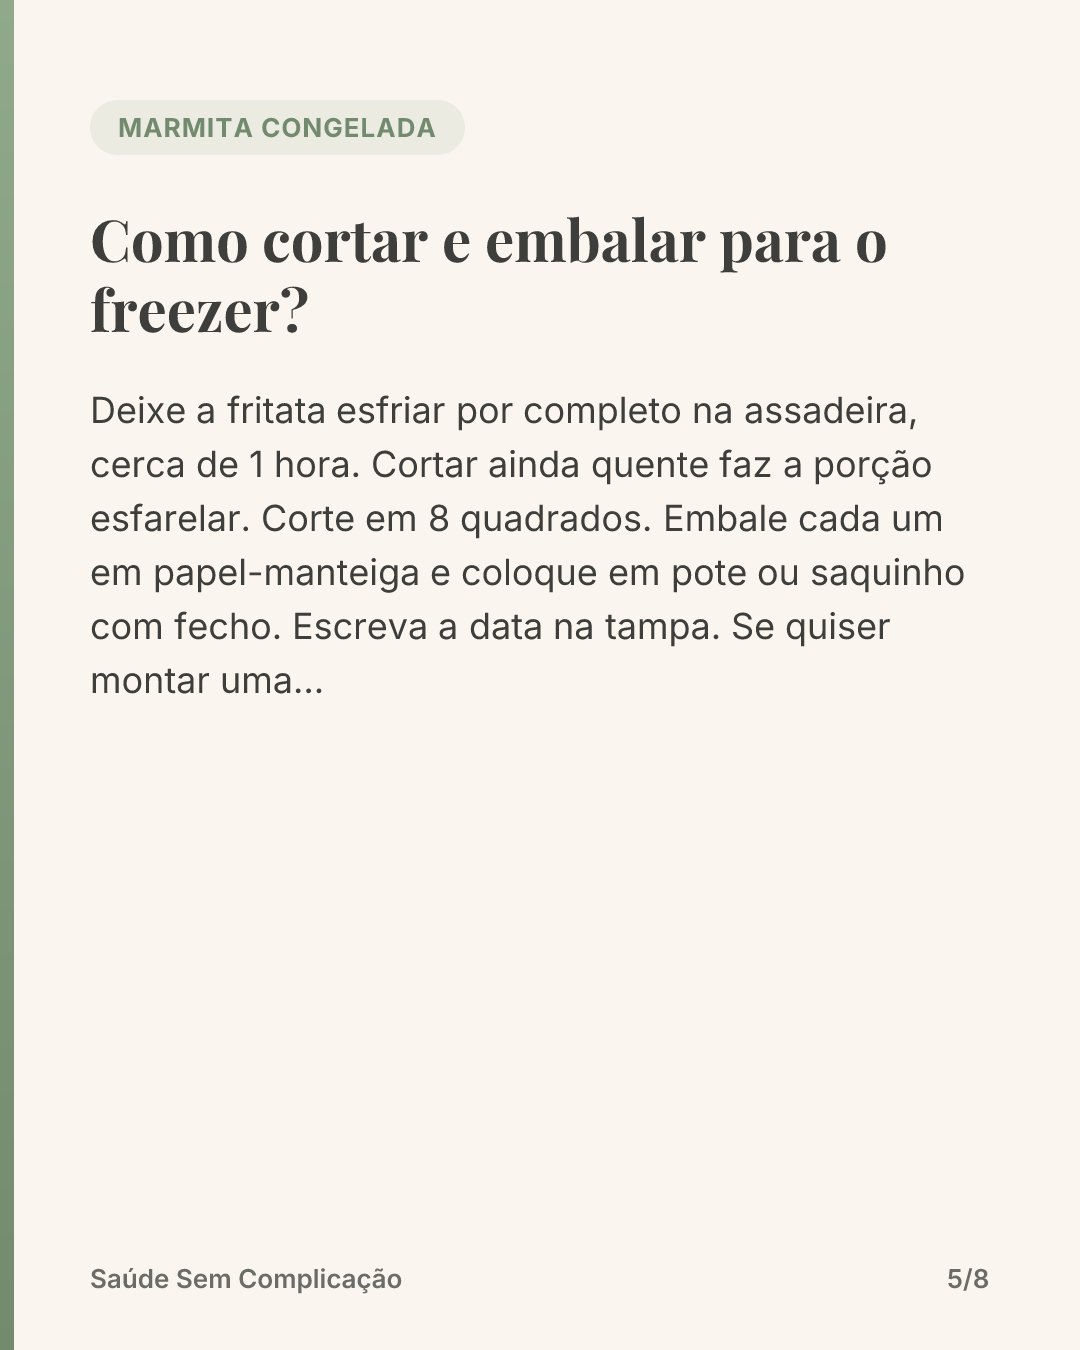 MARMITA CONGELADA
Como cortar e embalar para o
freezer?
Deixe a fritata esfriar por completo na assadeira,
cerca de 1 hora. Cortar ainda quente faz a porção
esfarelar. Corte em 8 quadrados. Embale cada um
em papel-manteiga e coloque em pote ou saquinho
com fecho. Escreva a data na tampa. Se quiser
montar uma...
Saúde Sem Complicação
5/8